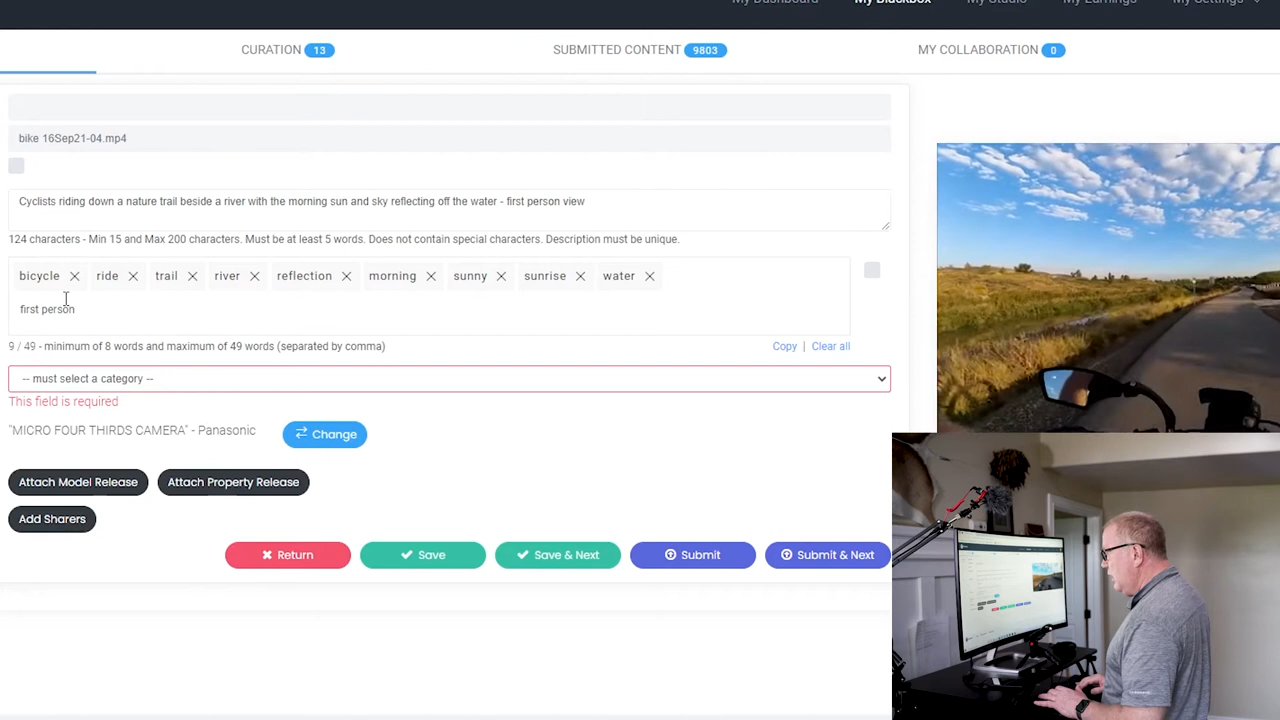 My Dashboard My Blackbox My Studio My Earnings My Settings
CURATION 13 SUBMITTED CONTENT 9803 MY COLLABORATION 0
bike 16Sep21-04.mp4
Cyclists riding down a nature trail beside a river with the morning sun and sky reflecting off the water - first person view
124 characters - Min 15 and Max 200 characters. Must be at least 5 words. Does not contain special characters. Description must be unique.
bicycle ride trail river reflection morning sunny sunrise water
first person
9 / 49 - minimum of 8 words and maximum of 49 words (separated by comma) Copy | Clear all
-- must select a category --
This field is required
"MICRO FOUR THIRDS CAMERA" - Panasonic Change
Attach Model Release Attach Property Release
Add Sharers
Return Save Save & Next Submit Submit & Next